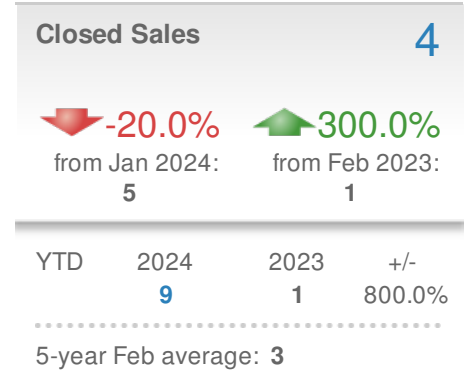 Closed Sales 4
-20.0% 300.0%
from Jan 2024: from Feb 2023:
5 1
YTD 2024 2023 +/-
9 1 800.0%
5-year Feb average: 3